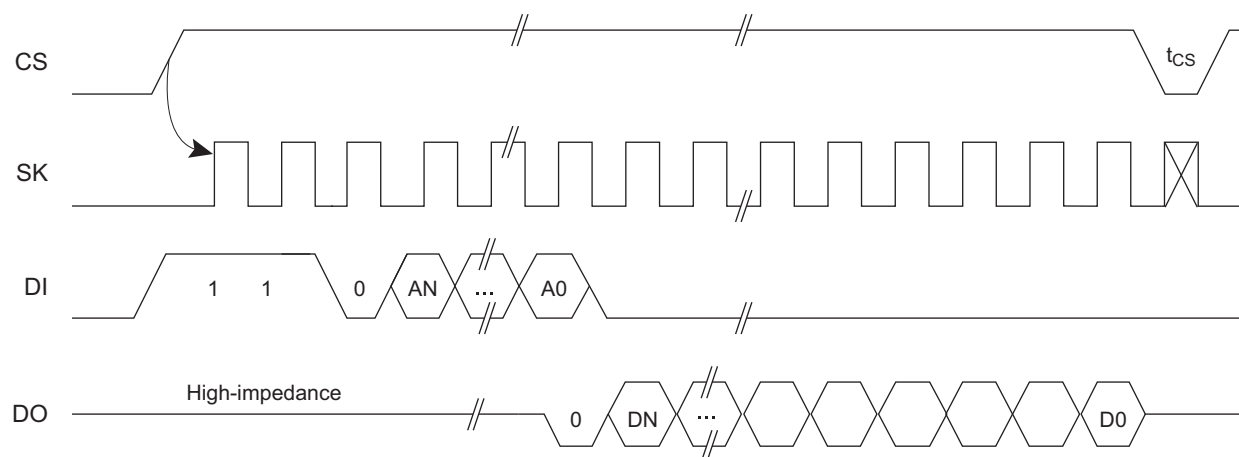 CS
tCS
SK
DI
1 1 0 AN ... A0
High-impedance
DO
0 DN ... D0